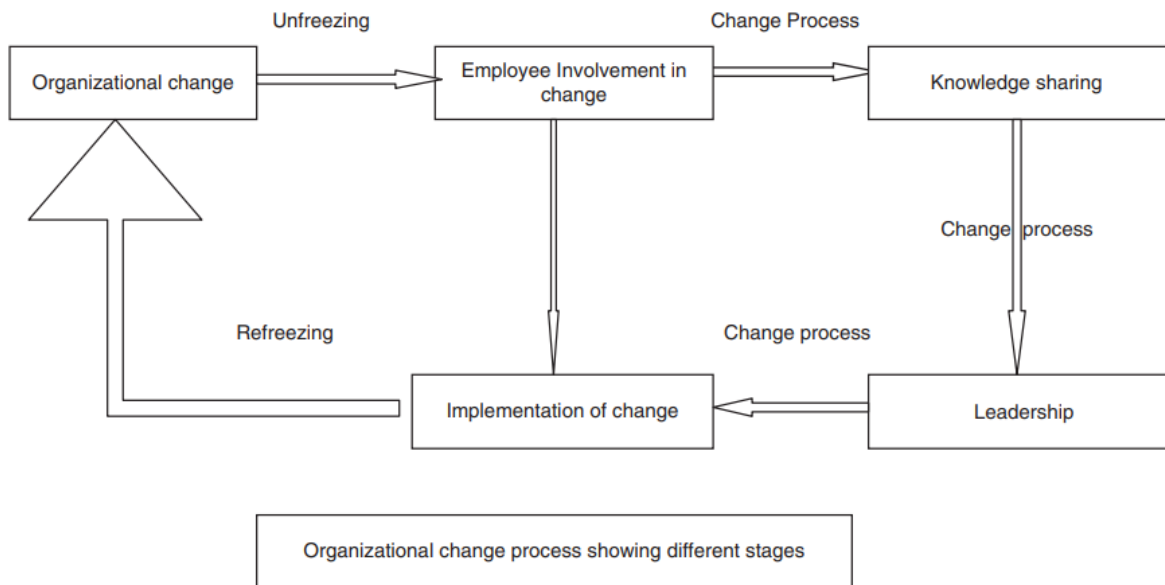 Unfreezing
Change Process
Organizational change
Employee Involvement in
change
Knowledge sharing
Change process
Refreezing
Change process
Implementation of change
Leadership
Organizational change process showing different stages